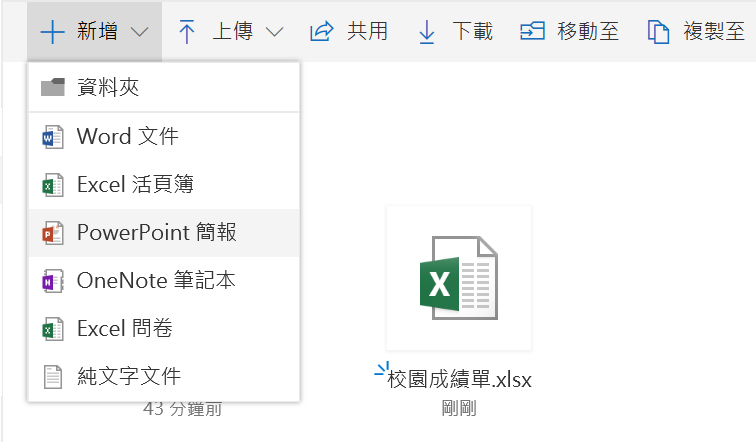 新增 上傳 共用 下載 移動至 複製至
資料夾
Word 文件
Excel 活頁簿
PowerPoint 簡報
OneNote 筆記本
Excel 問卷
純文字文件
43 分鐘前
校園成績單.xlsx
剛剛